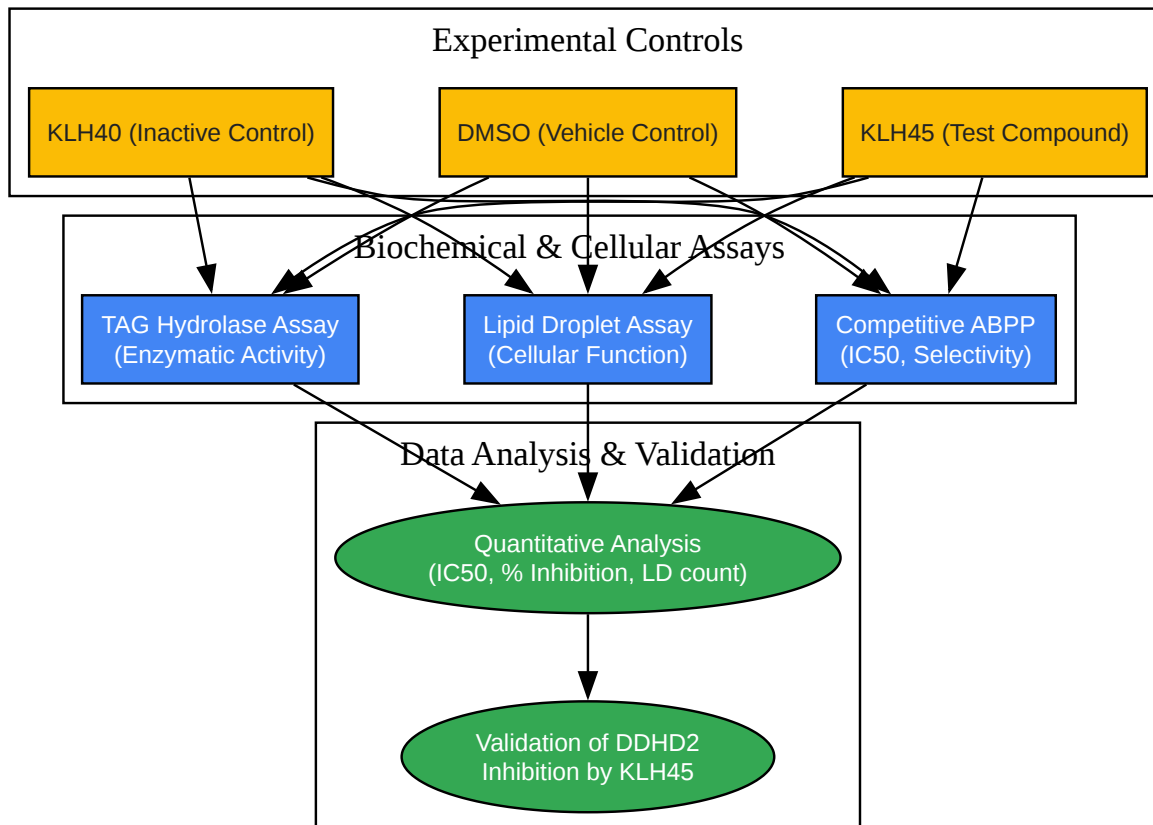 Experimental Controls
KLH40 (Inactive Control)
DMSO (Vehicle Control)
KLH45 (Test Compound)
Biochemical & Cellular Assays
TAG Hydrolase Assay
(Enzymatic Activity)
Lipid Droplet Assay
(Cellular Function)
Competitive ABPP
(IC50, Selectivity)
Data Analysis & Validation
Quantitative Analysis
(IC50, % Inhibition, LD count)
Validation of DDHD2
Inhibition by KLH45